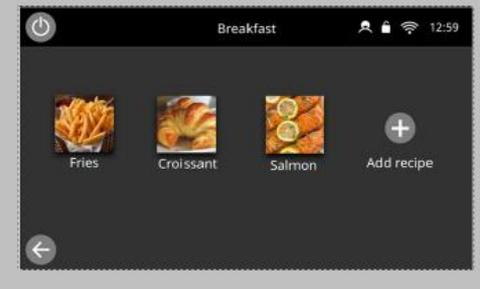 Breakfast
12:59
Fries
Croissant
Salmon
Add recipe